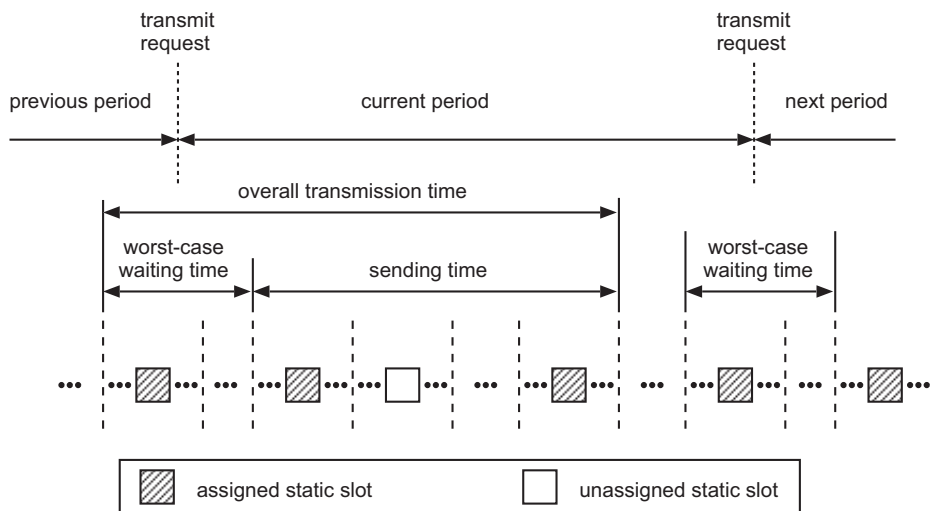 transmit
request
transmit
request
previous period
current period
next period
overall transmission time
worst-case
waiting time
sending time
worst-case
waiting time
assigned static slot
unassigned static slot